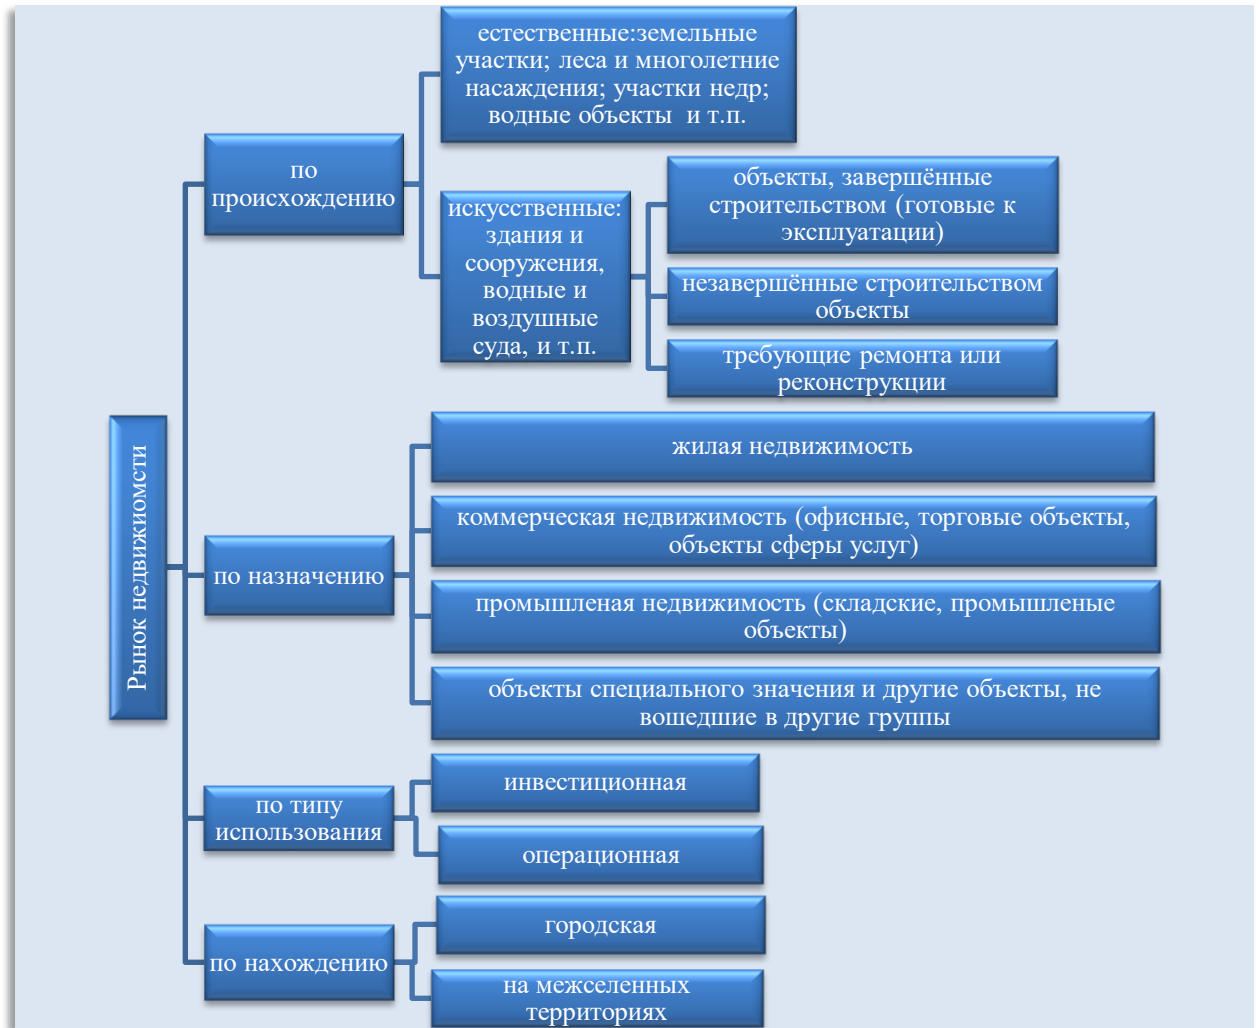 Рынок недвижиомсти
по
происхождению
естественные:земельные
участки; леса и многолетние
насаждения; участки недр;
водные объекты и т.п.
искусственные:
здания и
сооружения,
водные и
воздушные
суда, и т.п.
объекты, завершённые
строительством (готовые к
эксплуатации)
незавершённые строительством
объекты
требующие ремонта или
реконструкции
по назначению
жилая недвижимость
коммерческая недвижимость (офисные, торговые объекты,
объекты сферы услуг)
промышленая недвижимость (складские, промышленые
объекты)
объекты специального значения и другие объекты, не
вошедшие в другие группы
по типу
использования
инвестиционная
операционная
по нахождению
городская
на межселенных
территориях